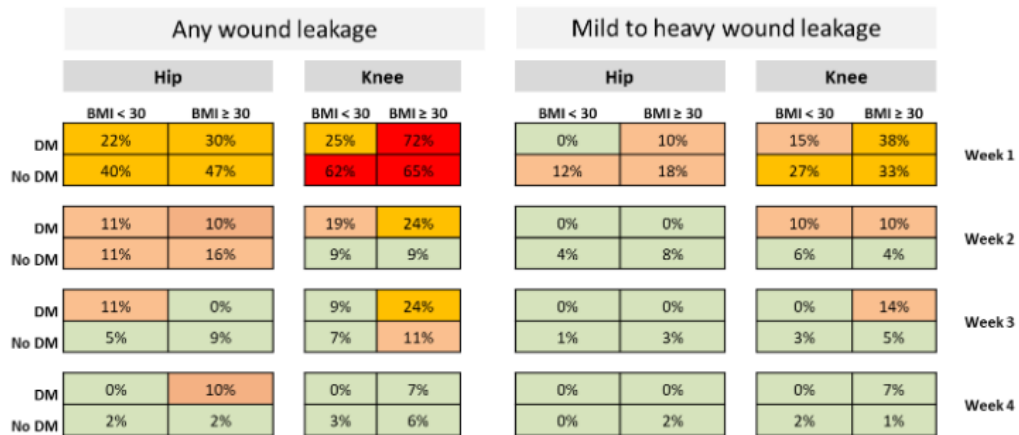 Any wound leakage Mild to heavy wound leakage
Hip Knee Hip Knee
BMI < 30 BMI ≥ 30 BMI < 30 BMI ≥ 30 BMI < 30 BMI ≥ 30 BMI < 30 BMI ≥ 30
DM 22% 30% 25% 72% 0% 10% 15% 38%
Week 1
No DM 40% 47% 62% 65% 12% 18% 27% 33%
DM 11% 10% 19% 24% 0% 0% 10% 10%
Week 2
No DM 11% 16% 9% 9% 4% 8% 6% 4%
DM 11% 0% 9% 24% 0% 0% 0% 14%
Week 3
No DM 5% 9% 7% 11% 1% 3% 3% 5%
DM 0% 10% 0% 7% 0% 0% 0% 7%
Week 4
No DM 2% 2% 3% 6% 0% 2% 2% 1%